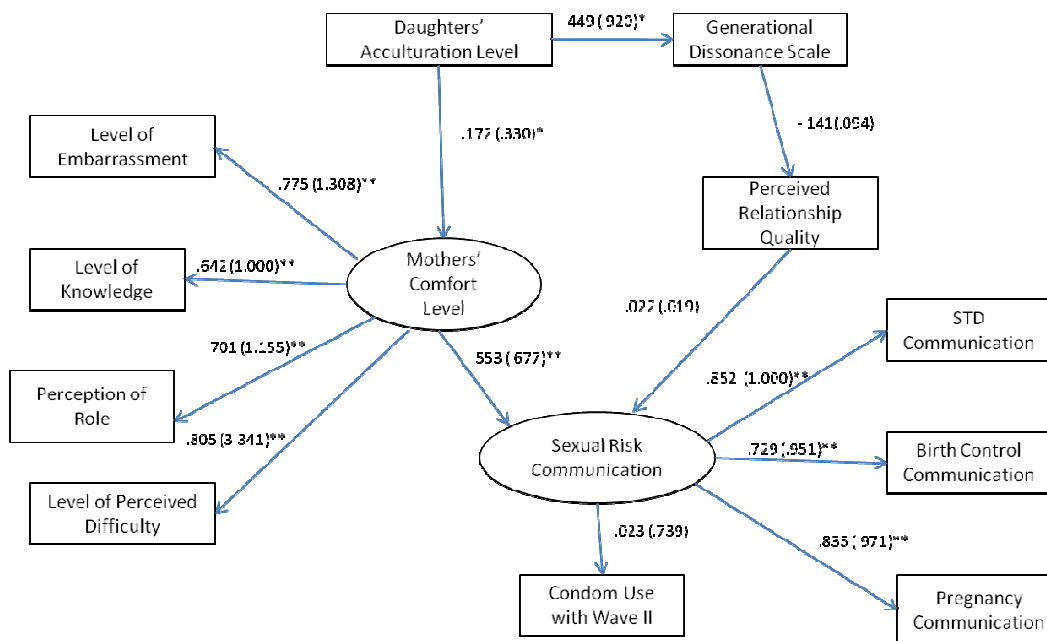 Daughters'
Acculturation Level
449 (920)*
Generational
Dissonance Scale
.172 (.330)*
- 141(.094)
Level of
Embarrassment
.775 (1.308)**
Perceived
Relationship
Quality
Level of
Knowledge
.642 (1.000)**
Mothers'
Comfort
Level
.022 (.019)
STD
Communication
701 (1.155)**
553 ( 677)**
.852 (1.000)**
Perception of
Role
.805 (3 341)**
Sexual Risk
Communication
.729 (.951)**
Birth Control
Communication
Level of Perceived
Difficulty
.023 (.739)
.835 ( 971)**
Condom Use
with Wave II
Pregnancy
Communication